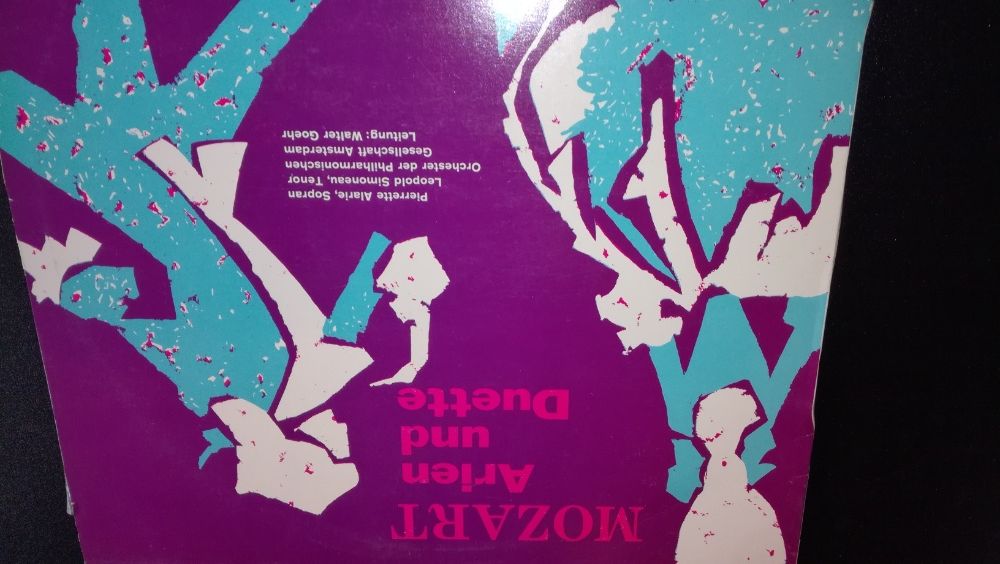 MOZART
Arien
und
Duette
Pierrette Alarie, Sopran
Leopold Simoneau, Tenor
Orchester der Philharmonischen
Gesellschaft Amsterdam
Leitung: Walter Goehr